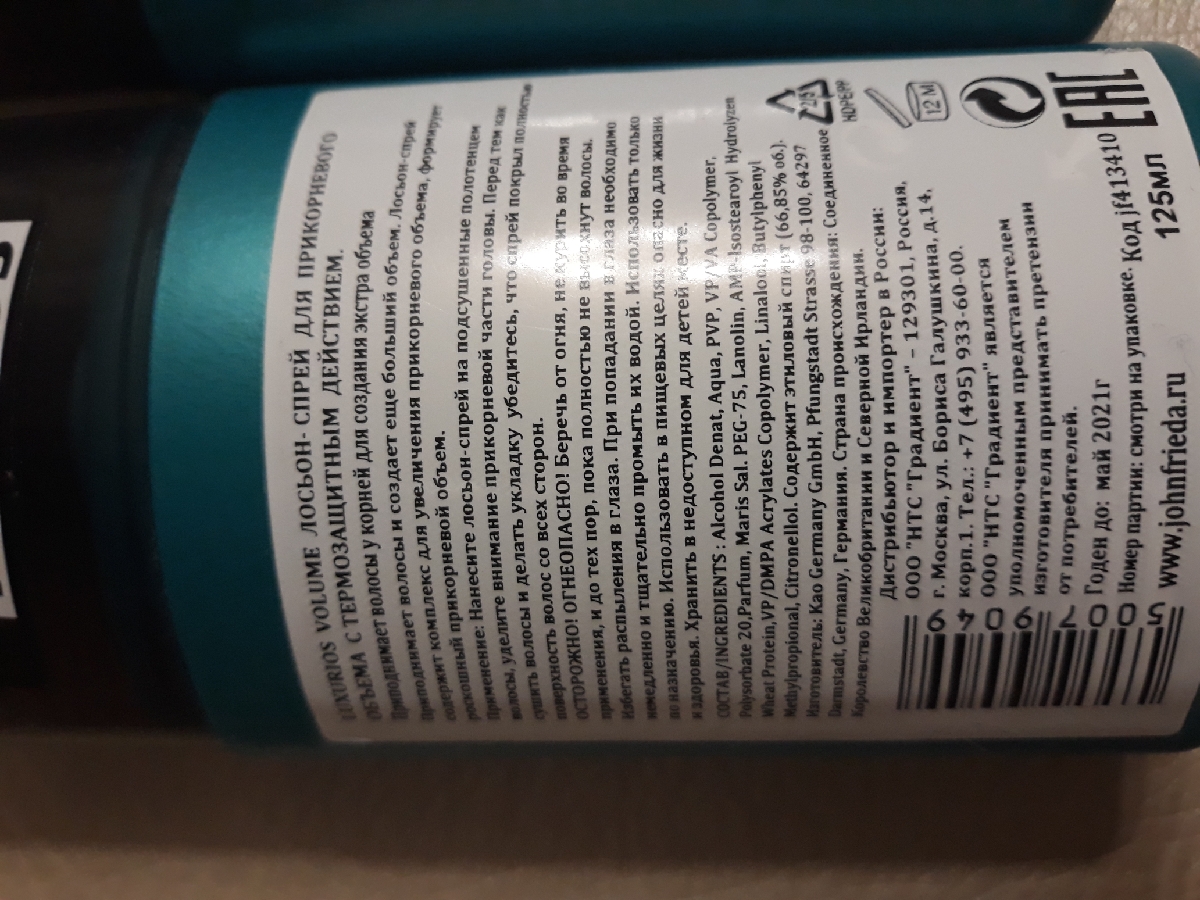 LUXURIOS VOLUME ЛОСЬОН- СПРЕЙ ДЛЯ ПРИКОРНЕВОГО
ОБЪЕМА С ТЕРМОЗАЩИТНЫМ ДЕЙСТВИЕМ.
Приподнимает волосы у корней для создания экстра объема
Приподнимает волосы и создает еще больший объем. Лосьон-спрей
содержит комплекс для увеличения прикорневого объема, формирует
роскошный прикорневой объем.
Применение: Нанесите лосьон-спрей на подсушенные полотенцем
волосы, уделите внимание прикорневой части головы. Перед тем как
сушить волосы и делать укладку убедитесь, что спрей покрыл полностью
поверхность волос со всех сторон.
ОСТОРОЖНО! ОГНЕОПАСНО! Беречь от огня, не курить во время
применения, и до тех пор, пока полностью не высохнут волосы.
Избегать распыления в глаза. При попадании в глаза необходимо
немедленно и тщательно промыть их водой. Использовать только
по назначению. Использовать в пищевых целях опасно для жизни
и здоровья. Хранить в недоступном для детей месте.
СОСТАВ/INGREDIENTS : Alcohol Denat, Aqua, PVP, VP/VA Copolymer,
Polysorbate 20,Parfum, Maris Sal. PEG-75, Lanolin, AMP-Isostearoyl Hydrolyzen
Wheat Protein,VP/DMPA Acrylates Copolymer, Linalool, Butylphenyl
Methylpropional, Citronellol. Содержит этиловый спирт (66,85% об.).
Изготовитель: Kao Germany GmbH, Pfungstadt Strasse 98-100, 64297
Darmstadt, Germany, Германия. Страна происхождения: Соединенное
Королевство Великобритании и Северной Ирландии.
Дистрибьютор и импортер в России:
ООО "НТС "Градиент" – 129301, Россия,
г. Москва, ул. Бориса Галушкина, д.14,
корп.1. Тел.: +7 (495) 933-60-00.
ООО "НТС "Градиент" является
уполномоченным представителем
изготовителя принимать претензии
от потребителей.
Годен до: май 2021г
Номер партии: смотри на упаковке. Код jf413410
www.johnfrieda.ru 125мл
2
HDPEPP
12 M
EAC